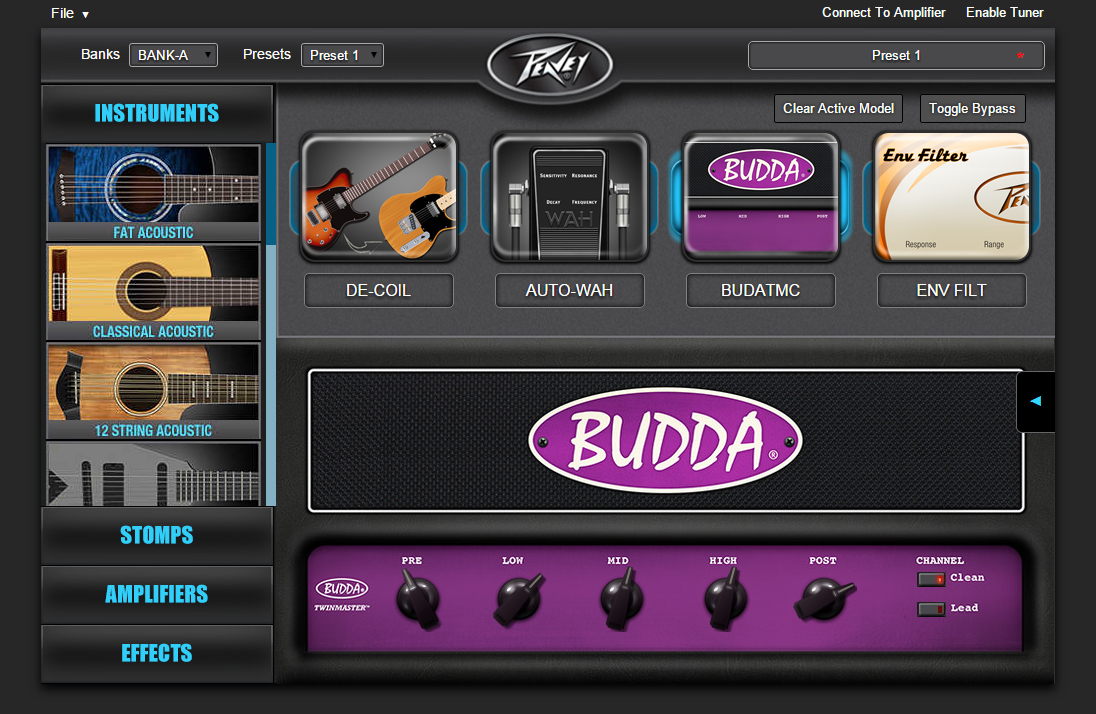 File ▼
Connect To Amplifier
Enable Tuner
Banks
BANK-A
Presets
Preset 1
PEAVEY®
Preset 1 *
INSTRUMENTS
Clear Active Model
Toggle Bypass
SENSITIVITY RESONANCE
DECAY FREQUENCY
WAH
BUDDA
LOW MID HIGH POST
Env Filter
Response Range
FAT ACOUSTIC
DE-COIL
AUTO-WAH
BUDATMC
ENV FILT
CLASSICAL ACOUSTIC
12 STRING ACOUSTIC
BUDDA®
STOMPS
AMPLIFIERS
EFFECTS
PRE LOW MID HIGH POST CHANNEL
Clean
BUDDA®
TWINMASTER™
Lead